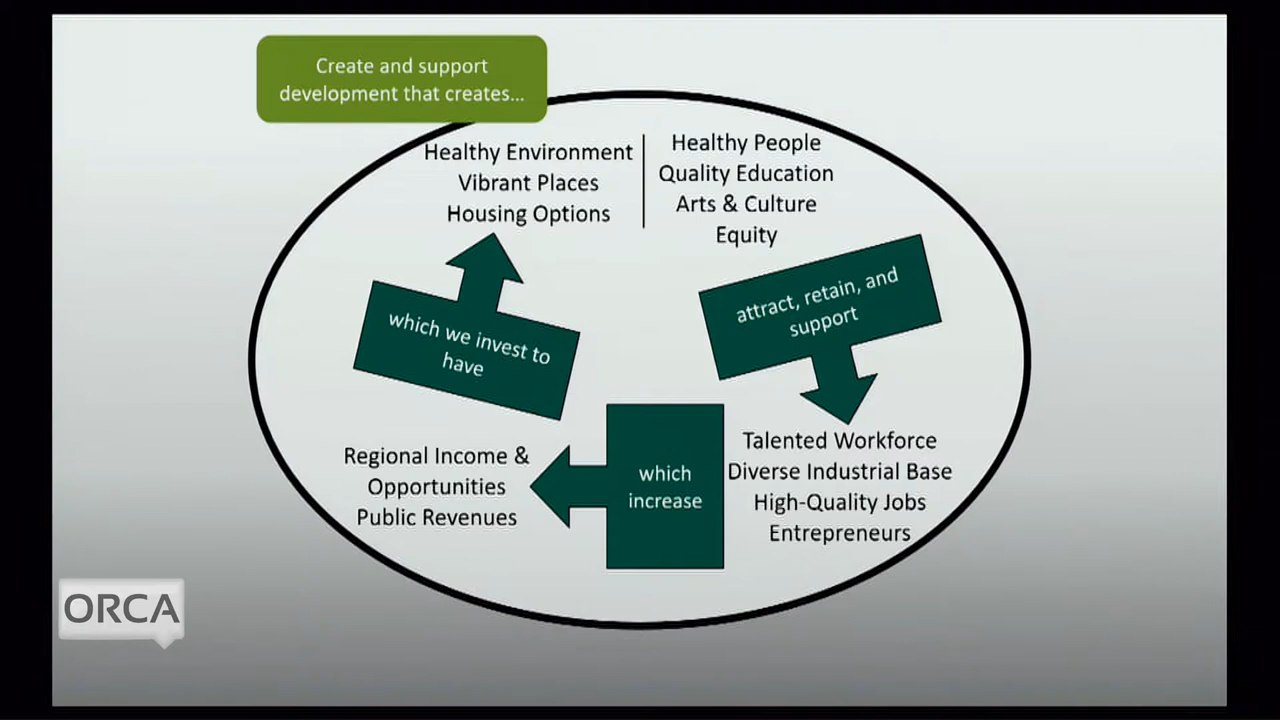 Create and support
development that creates...
Healthy Environment
Vibrant Places
Housing Options
Healthy People
Quality Education
Arts & Culture
Equity
attract, retain, and
support
Talented Workforce
Diverse Industrial Base
High-Quality Jobs
Entrepreneurs
which
increase
Regional Income &
Opportunities
Public Revenues
which we invest to
have
ORCA